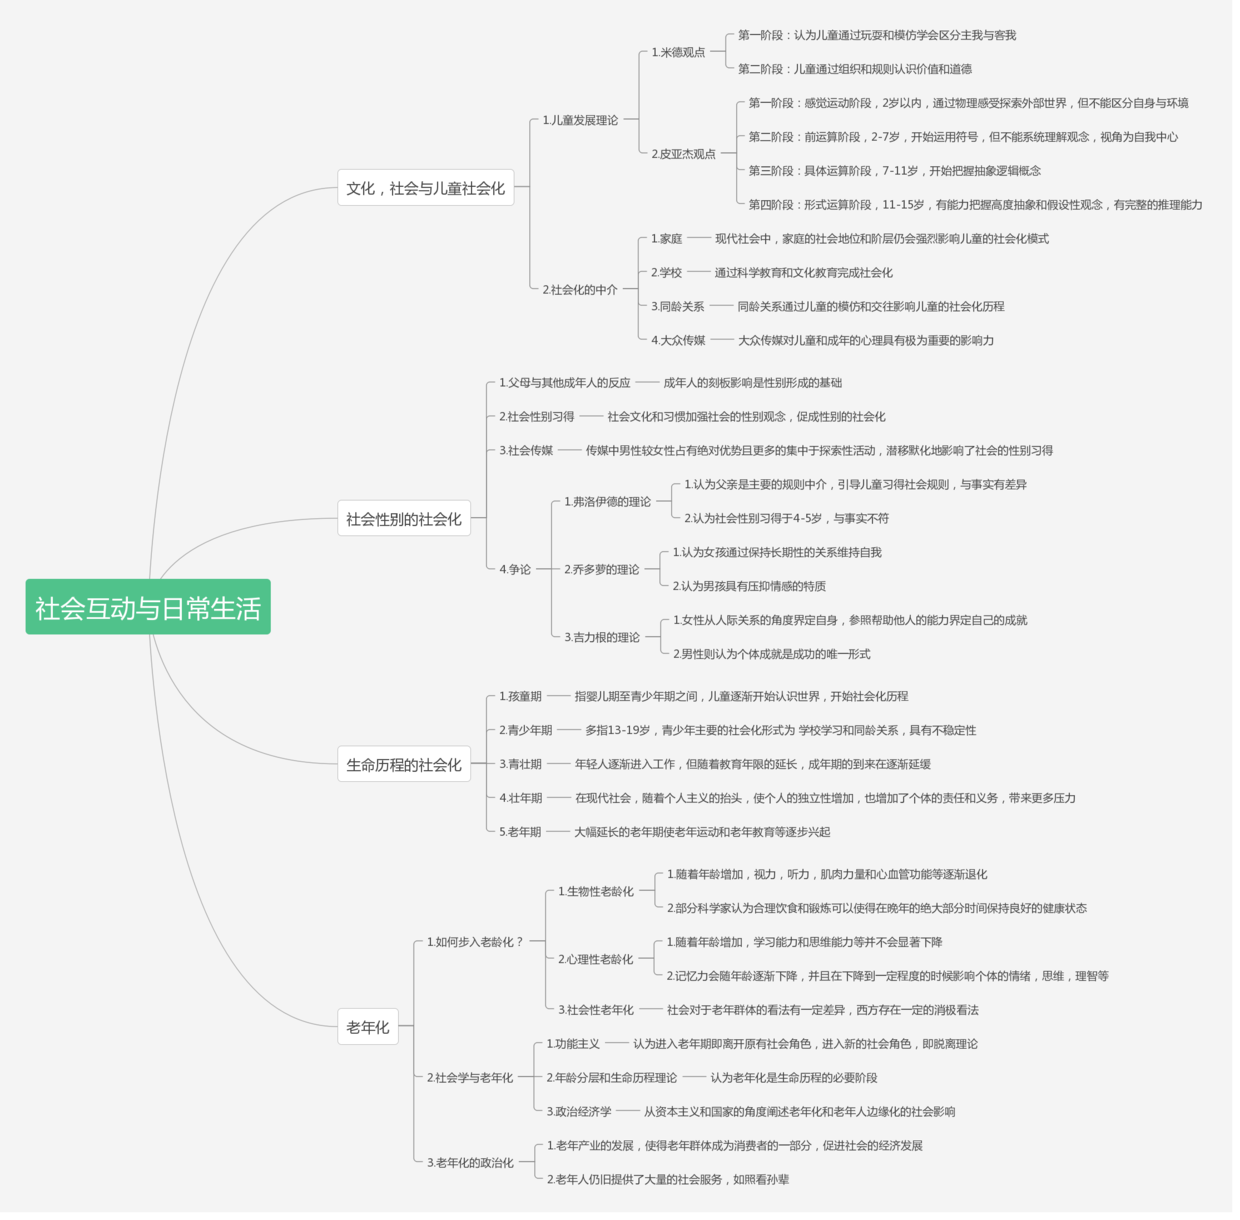 社会互动与日常生活
文化，社会与儿童社会化
1.儿童发展理论
1.米德观点
第一阶段：认为儿童通过玩耍和模仿学会区分主我与客我
第二阶段：儿童通过组织和规则认识价值和道德
2.皮亚杰观点
第一阶段：感觉运动阶段，2岁以内，通过物理感受探索外部世界，但不能区分自身与环境
第二阶段：前运算阶段，2-7岁，开始运用符号，但不能系统理解观念，视角为自我中心
第三阶段：具体运算阶段，7-11岁，开始把握抽象逻辑概念
第四阶段：形式运算阶段，11-15岁，有能力把握高度抽象和假设性观念，有完整的推理能力
2.社会化的中介
1.家庭
现代社会中，家庭的社会地位和阶层仍会强烈影响儿童的社会化模式
2.学校
通过科学教育和文化教育完成社会化
3.同龄关系
同龄关系通过儿童的模仿和交往影响儿童的社会化历程
4.大众传媒
大众传媒对儿童和成年的心理具有极为重要的影响力
社会性别的社会化
1.父母与其他成年人的反应
成年人的刻板影响是性别形成的基础
2.社会性别习得
社会文化和习惯加强社会的性别观念，促成性别的社会化
3.社会传媒
传媒中男性较女性占有绝对优势且更多的集中于探索性活动，潜移默化地影响了社会的性别习得
4.争论
1.弗洛伊德的理论
1.认为父亲是主要的规则中介，引导儿童习得社会规则，与事实有差异
2.认为社会性别习得于4-5岁，与事实不符
2.乔多萝的理论
1.认为女孩通过保持长期性的关系维持自我
2.认为男孩具有压抑情感的特质
3.吉力根的理论
1.女性从人际关系的角度界定自身，参照帮助他人的能力界定自己的成就
2.男性则认为个体成就是成功的唯一形式
生命历程的社会化
1.孩童期
指婴儿期至青少年期之间，儿童逐渐开始认识世界，开始社会化历程
2.青少年期
多指13-19岁，青少年主要的社会化形式为 学校学习和同龄关系，具有不稳定性
3.青壮期
年轻人逐渐进入工作，但随着教育年限的延长，成年期的到来在逐渐延缓
4.壮年期
在现代社会，随着个人主义的抬头，使个人的独立性增加，也增加了个体的责任和义务，带来更多压力
5.老年期
大幅延长的老年期使老年运动和老年教育等逐步兴起
老年化
1.如何步入老龄化？
1.生物性老龄化
1.随着年龄增加，视力，听力，肌肉力量和心血管功能等逐渐退化
2.部分科学家认为合理饮食和锻炼可以使得在晚年的绝大部分时间保持良好的健康状态
2.心理性老龄化
1.随着年龄增加，学习能力和思维能力等并不会显著下降
2.记忆力会随年龄逐渐下降，并且在下降到一定程度的时候影响个体的情绪，思维，理智等
3.社会性老年化
社会对于老年群体的看法有一定差异，西方存在一定的消极看法
2.社会学与老年化
1.功能主义
认为进入老年期即离开原有社会角色，进入新的社会角色，即脱离理论
2.年龄分层和生命历程理论
认为老年化是生命历程的必要阶段
3.政治经济学
从资本主义和国家的角度阐述老年化和老年人边缘化的社会影响
3.老年化的政治化
1.老年产业的发展，使得老年群体成为消费者的一部分，促进社会的经济发展
2.老年人仍旧提供了大量的社会服务，如照看孙辈